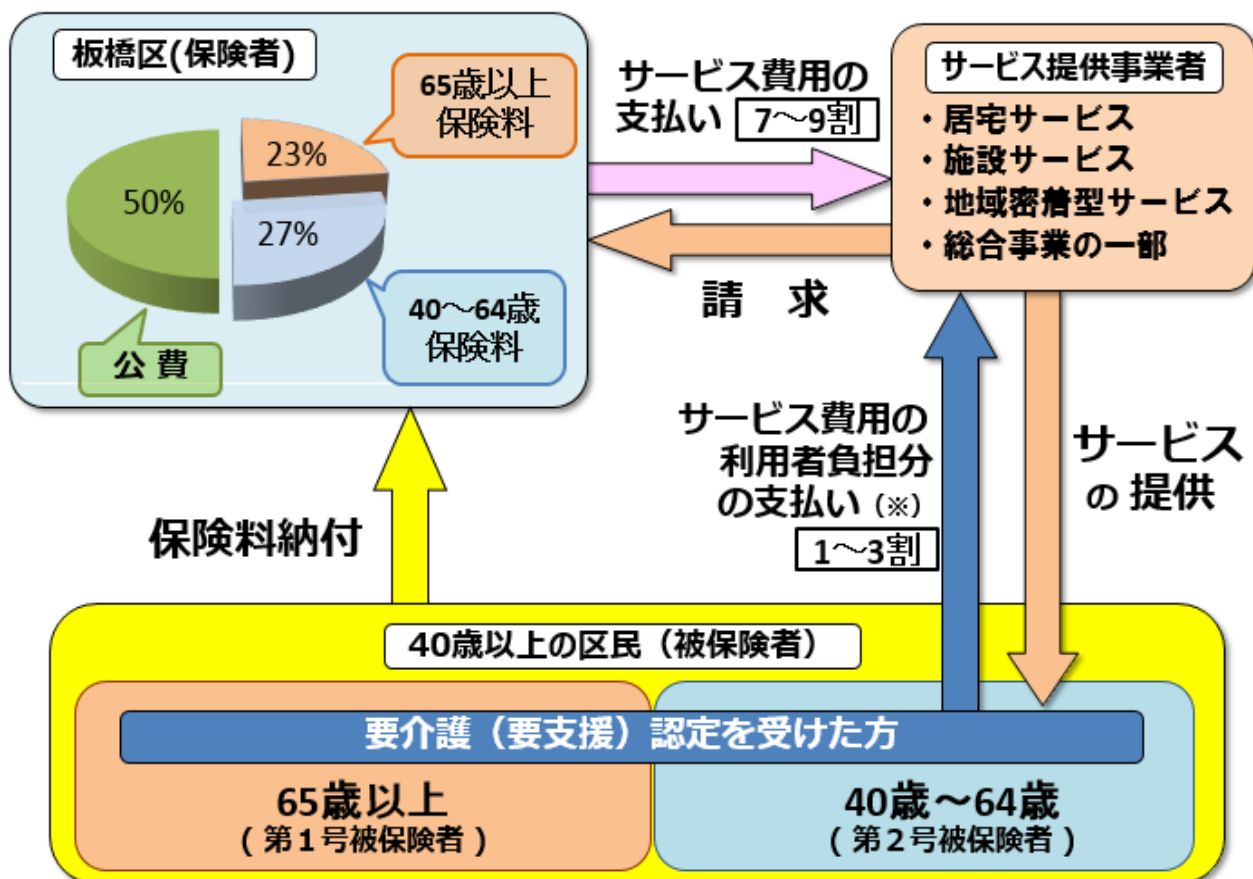 板橋区(保険者)
65歳以上
保険料
23%
50%
27%
40～64歳
保険料
公費
サービス費用の
支払い 7～9割
請 求
サービス提供事業者
・居宅サービス
・施設サービス
・地域密着型サービス
・総合事業の一部
保険料納付
サービス費用の
利用者負担分
の支払い（※）
1～3割
サービス
の 提供
40歳以上の区民（被保険者）
要介護（要支援）認定を受けた方
65歳以上
( 第１号被保険者 )
40歳～64歳
( 第２号被保険者 )